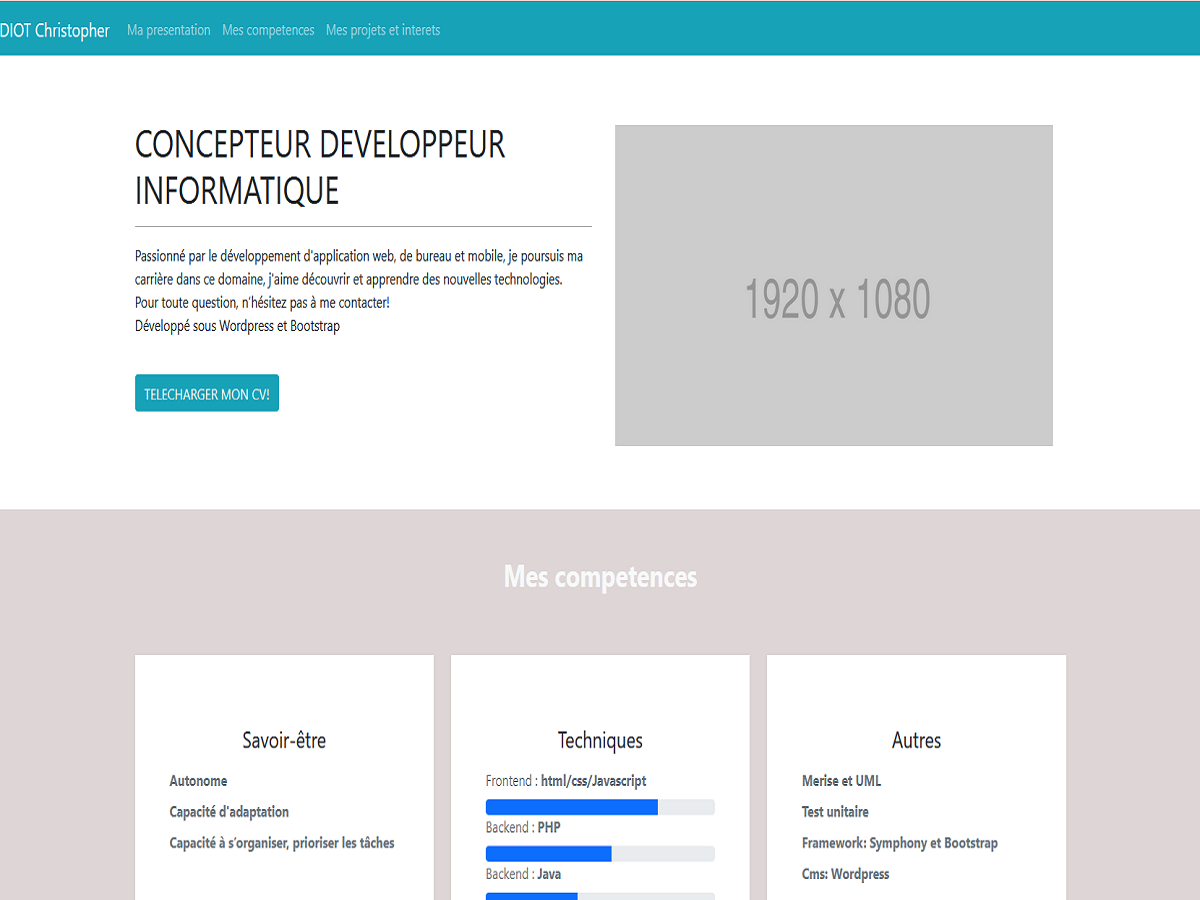 DIOT Christopher Ma presentation Mes competences Mes projets et interets
CONCEPTEUR DEVELOPPEUR
INFORMATIQUE
Passionné par le développement d'application web, de bureau et mobile, je poursuis ma
carrière dans ce domaine, j'aime découvrir et apprendre des nouvelles technologies.
Pour toute question, n'hésitez pas à me contacter!
Développé sous Wordpress et Bootstrap
TELECHARGER MON CV!
1920 x 1080
Mes competences
Savoir-être
Autonome
Capacité d'adaptation
Capacité à s'organiser, prioriser les tâches
Techniques
Frontend : html/css/Javascript
Backend : PHP
Backend : Java
Autres
Merise et UML
Test unitaire
Framework: Symphony et Bootstrap
Cms: Wordpress